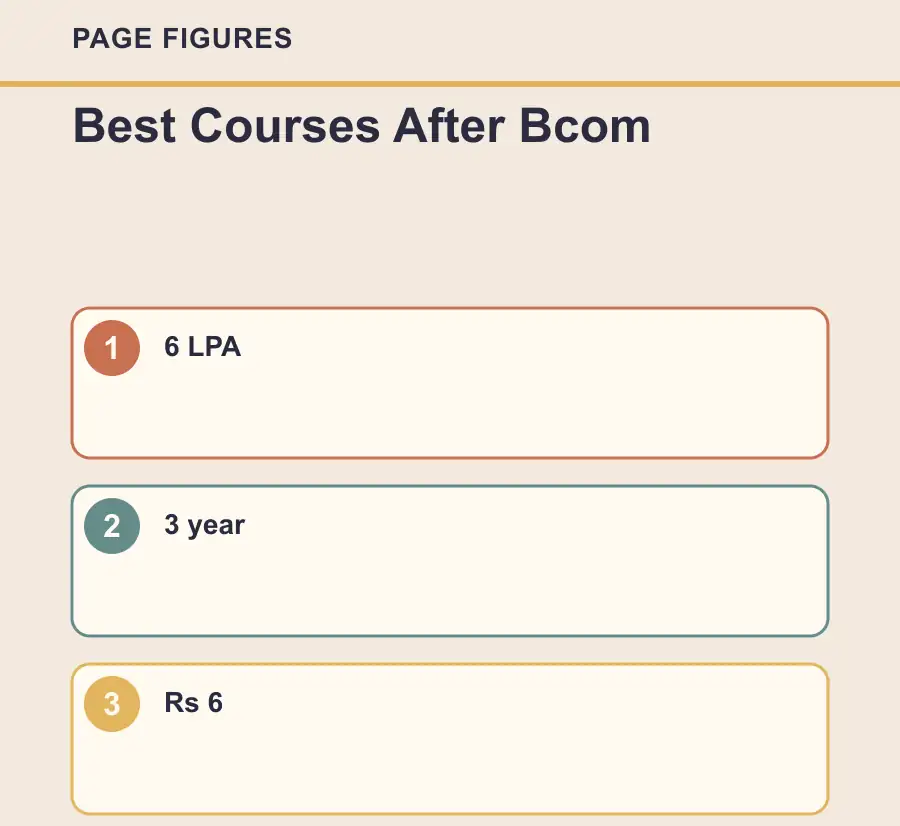 PAGE FIGURES
Best Courses After Bcom
1 6 LPA
2 3 year
3 Rs 6